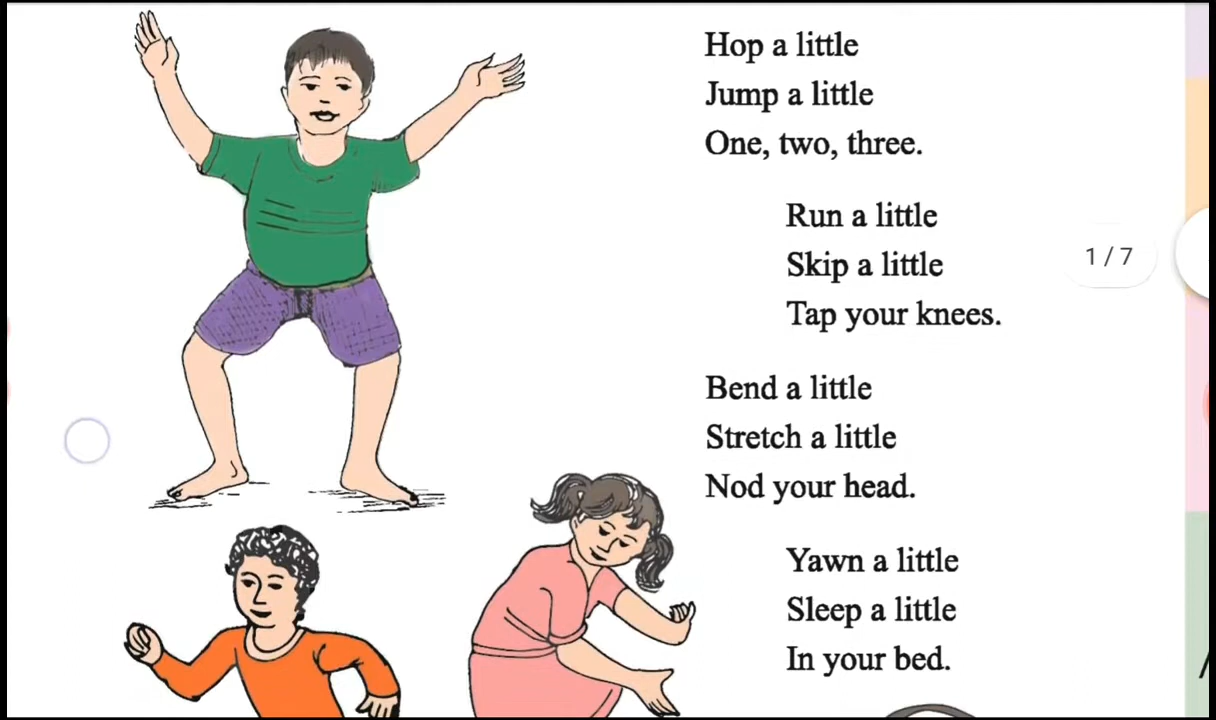 Hop a little
Jump a little
One, two, three.
Run a little
Skip a little
Tap your knees.
1 / 7
Bend a little
Stretch a little
Nod your head.
Yawn a little
Sleep a little
In your bed.